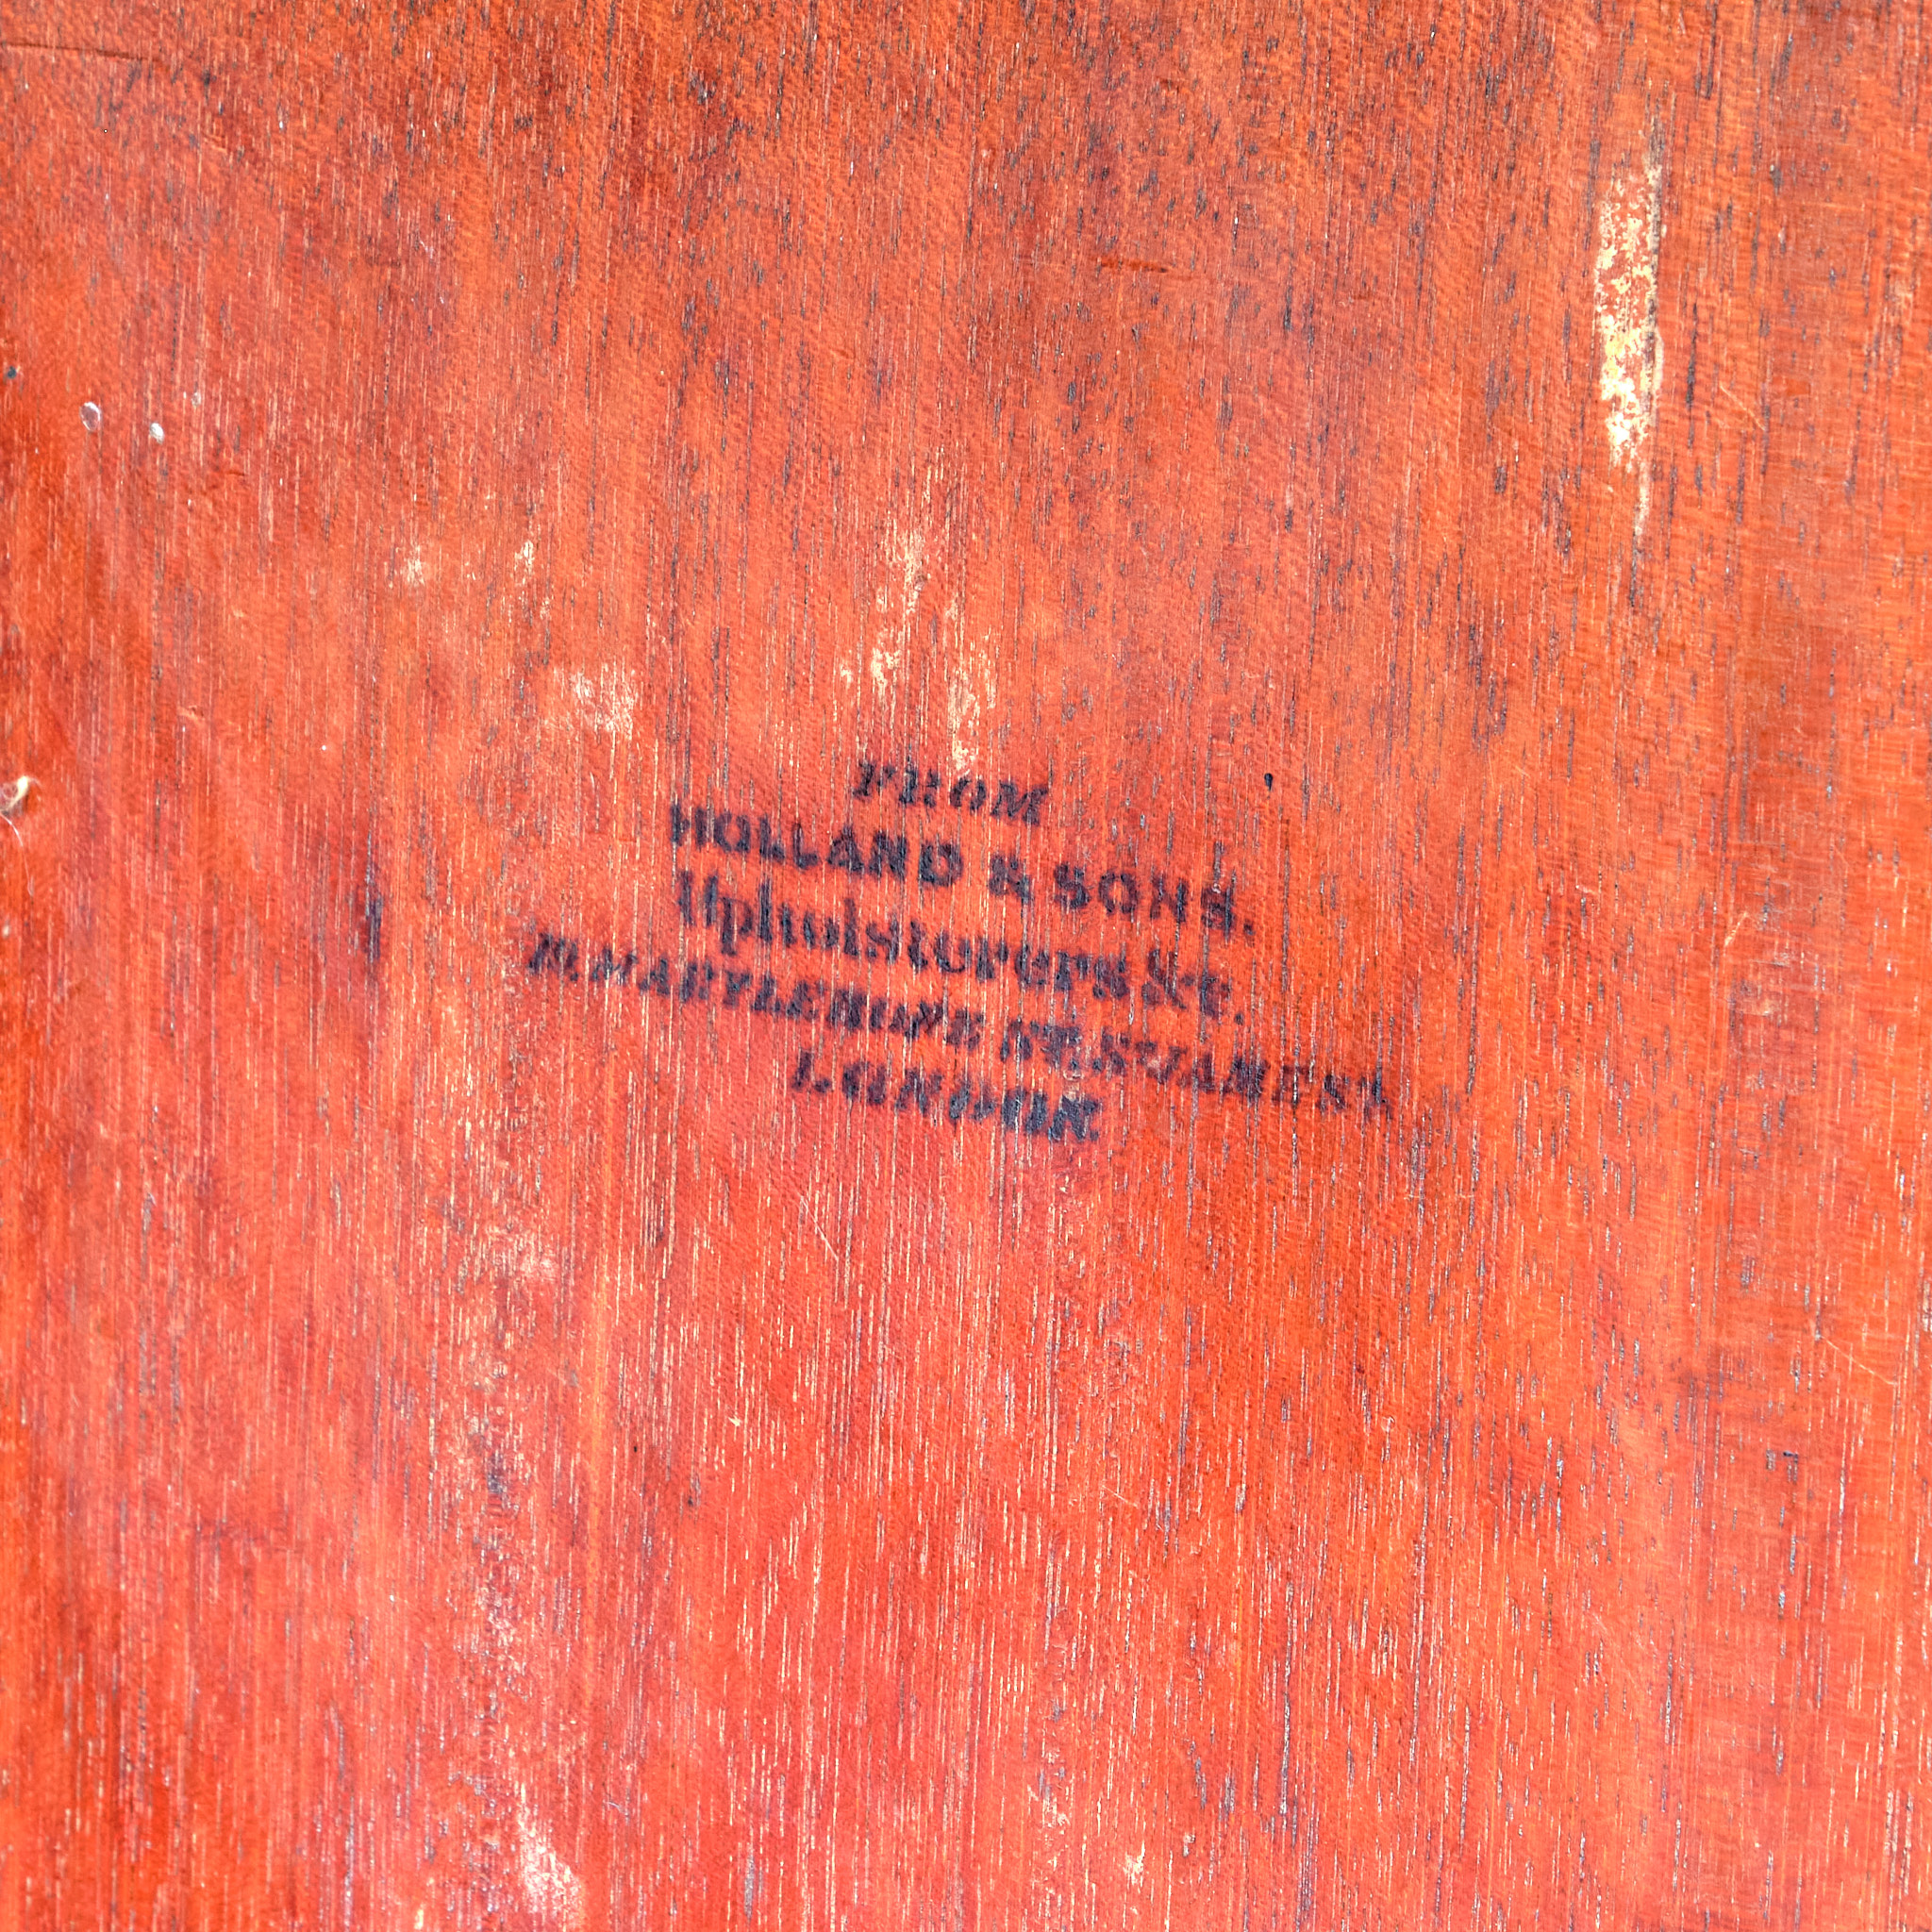 FROM
HOLLAND & SONS.
Upholsterers &c.
MARYLEBONE ST. ST JAMES'S
LONDON.